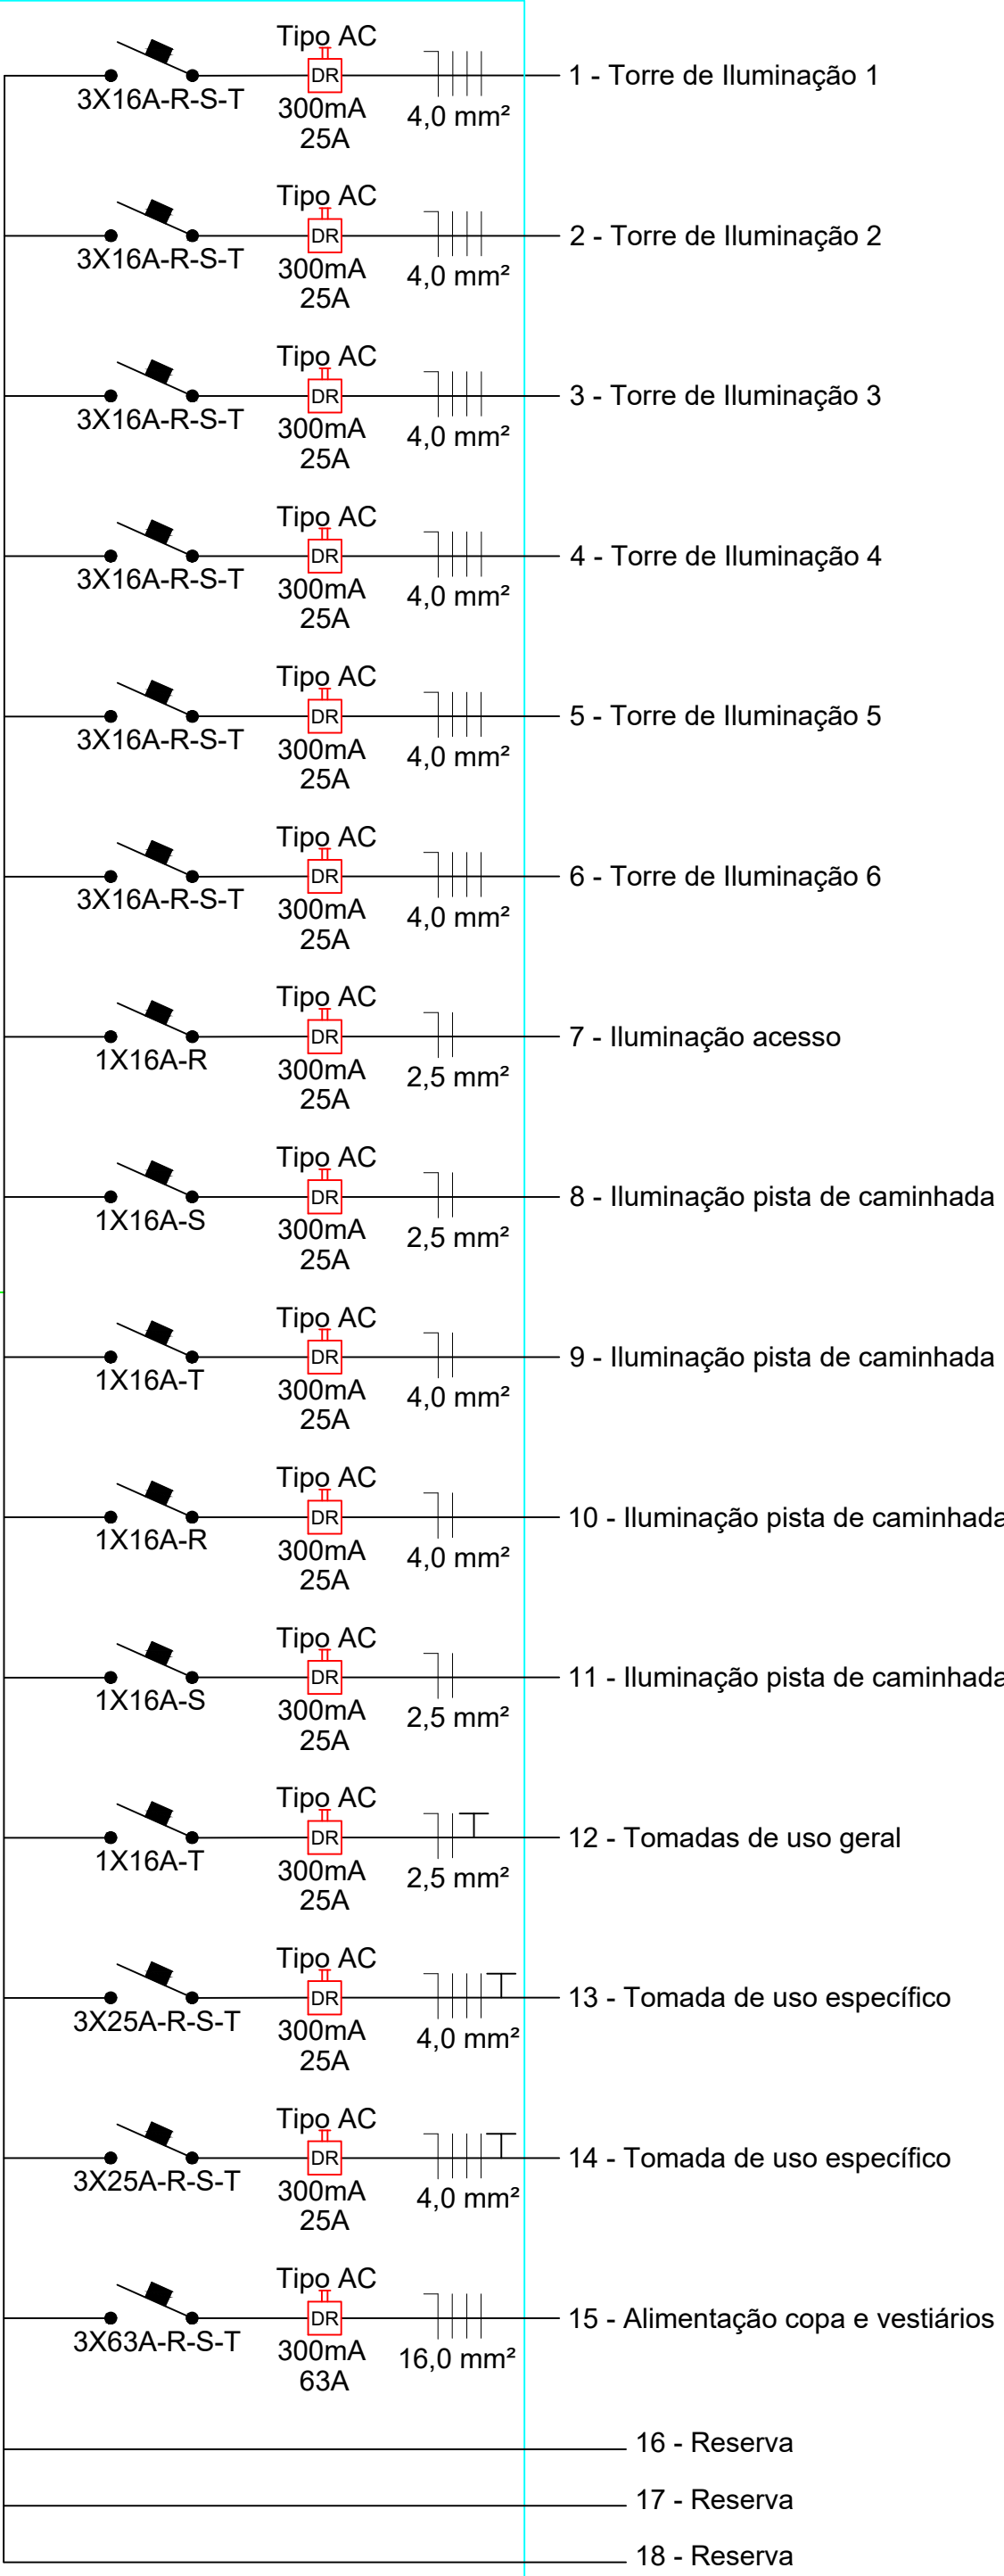 Tipo AC
DR
1 - Torre de Iluminação 1
3X16A-R-S-T
300mA
4,0 mm²
25A
Tipo AC
DR
2 - Torre de Iluminação 2
3X16A-R-S-T
300mA
4,0 mm²
25A
Tipo AC
DR
3 - Torre de Iluminação 3
3X16A-R-S-T
300mA
4,0 mm²
25A
Tipo AC
DR
4 - Torre de Iluminação 4
3X16A-R-S-T
300mA
4,0 mm²
25A
Tipo AC
DR
5 - Torre de Iluminação 5
3X16A-R-S-T
300mA
4,0 mm²
25A
Tipo AC
DR
6 - Torre de Iluminação 6
3X16A-R-S-T
300mA
4,0 mm²
25A
Tipo AC
DR
7 - Iluminação acesso
1X16A-R
300mA
2,5 mm²
25A
Tipo AC
DR
8 - Iluminação pista de caminhada
1X16A-S
300mA
2,5 mm²
25A
Tipo AC
DR
9 - Iluminação pista de caminhada
1X16A-T
300mA
4,0 mm²
25A
Tipo AC
DR
10 - Iluminação pista de caminhada
1X16A-R
300mA
4,0 mm²
25A
Tipo AC
DR
11 - Iluminação pista de caminhada
1X16A-S
300mA
2,5 mm²
25A
Tipo AC
DR
12 - Tomadas de uso geral
1X16A-T
300mA
2,5 mm²
25A
Tipo AC
DR
13 - Tomada de uso específico
3X25A-R-S-T
300mA
4,0 mm²
25A
Tipo AC
DR
14 - Tomada de uso específico
3X25A-R-S-T
300mA
4,0 mm²
25A
Tipo AC
DR
15 - Alimentação copa e vestiários
3X63A-R-S-T
300mA
16,0 mm²
63A
16 - Reserva
17 - Reserva
18 - Reserva